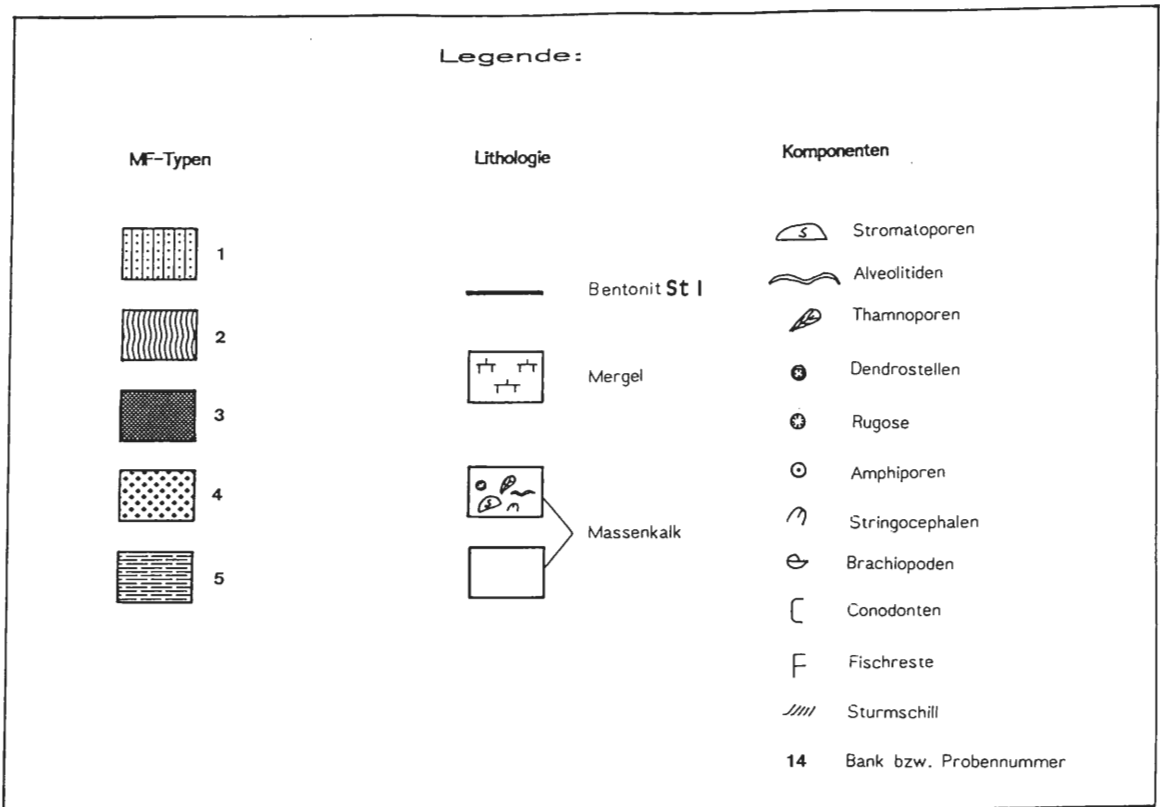 Legende:
MF-Typen
1
2
3
4
5
Lithologie
Bentonit St I
Mergel
S
Massenkalk
Komponenten
S Stromatoporen
Alveolitiden
Thamnoporen
Dendrostellen
Rugose
Amphiporen
Stringocephalen
Brachiopoden
C Conodonten
F Fischreste
Sturmschill
14 Bank bzw. Probennummer